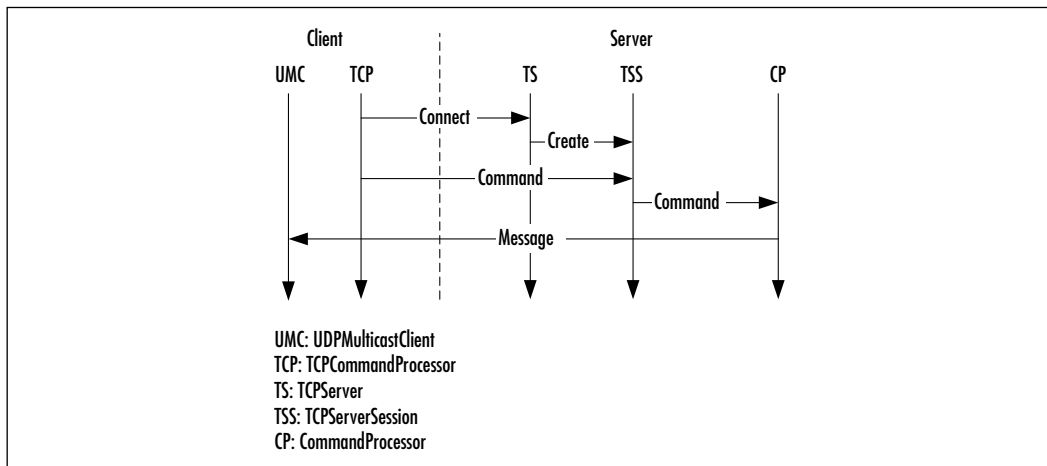 Client Server
UMC TCP TS TSS CP
Connect
Create
Command
Command
Message
UMC: UDPMulticastClient
TCP: TCPCommandProcessor
TS: TCPServer
TSS: TCPServerSession
CP: CommandProcessor